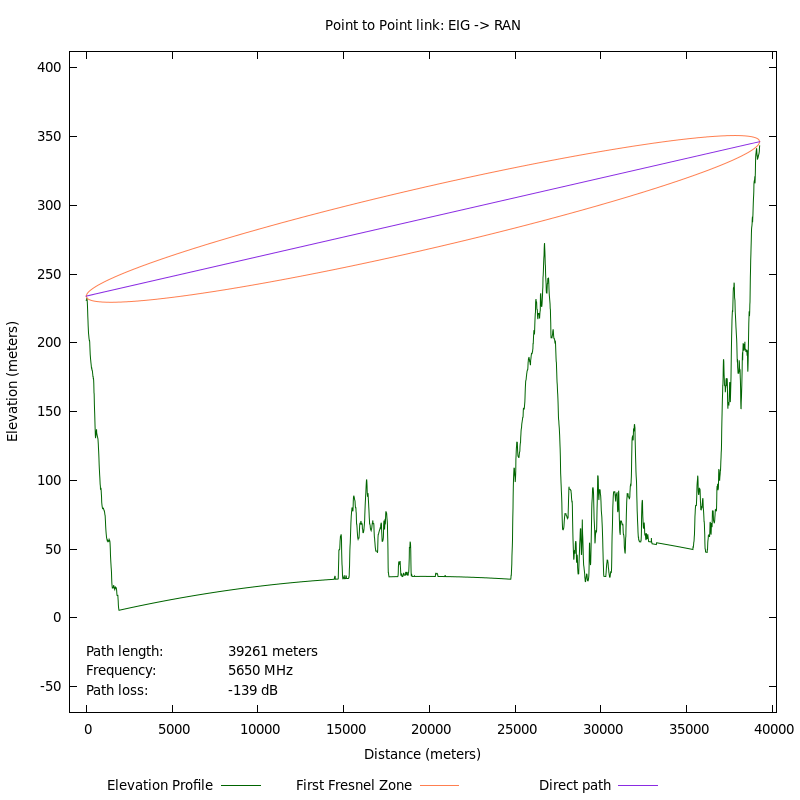 Point to Point link: EIG -> RAN
400
350
300
250
200
150
100
50
0
-50
Elevation (meters)
Path length: 39261 meters
Frequency: 5650 MHz
Path loss: -139 dB
0 5000 10000 15000 20000 25000 30000 35000 40000
Distance (meters)
Elevation Profile First Fresnel Zone Direct path